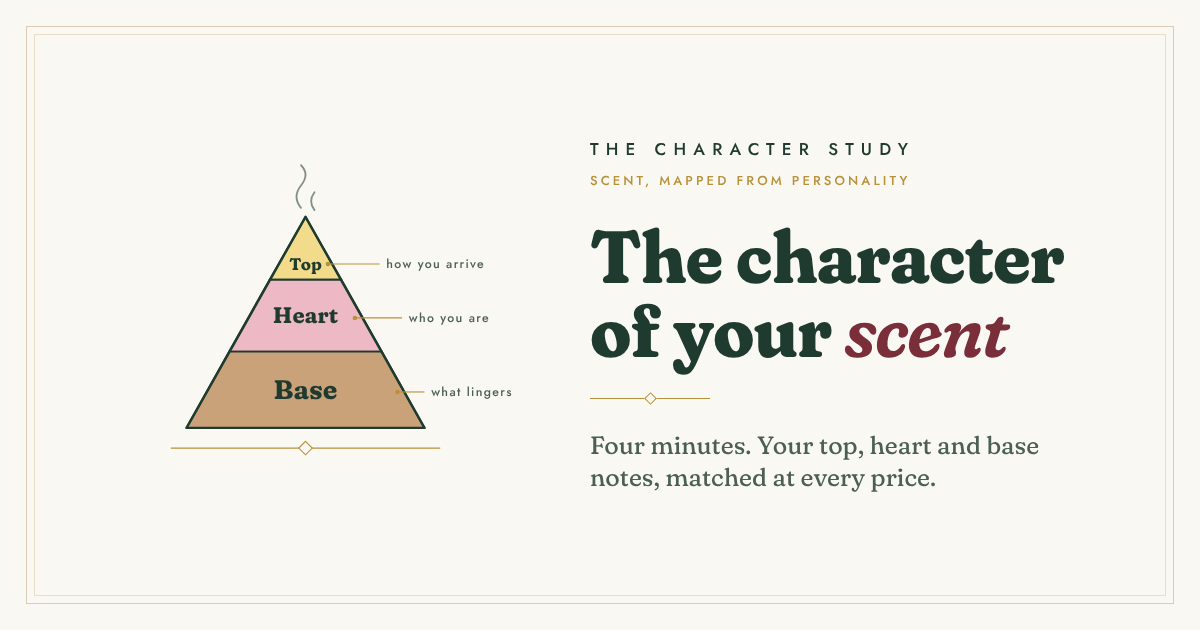 Top
how you arrive
Heart
who you are
Base
what lingers
THE CHARACTER STUDY
SCENT, MAPPED FROM PERSONALITY
The character
of your scent
Four minutes. Your top, heart and base
notes, matched at every price.